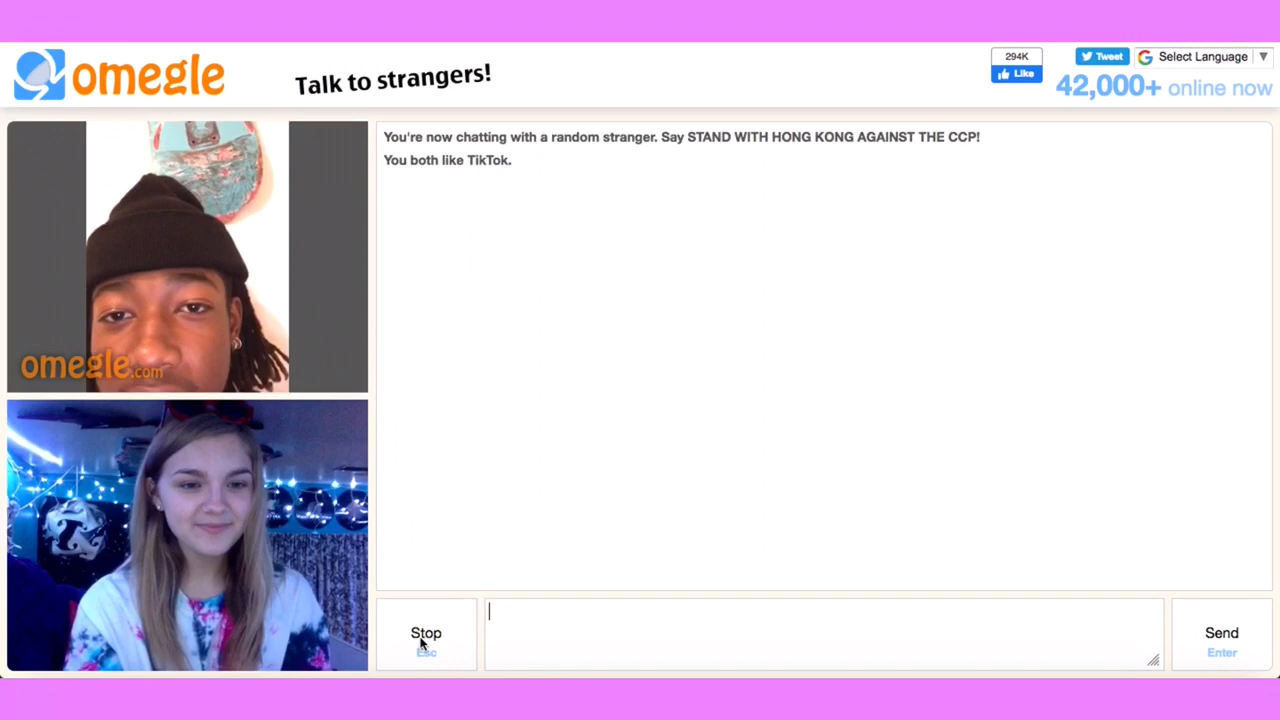 omegle
Talk to strangers!
294K
Like
Tweet
Select Language ▼
42,000+ online now
You're now chatting with a random stranger. Say STAND WITH HONG KONG AGAINST THE CCP!
You both like TikTok.
omegle.com
Stop
Esc
Send
Enter